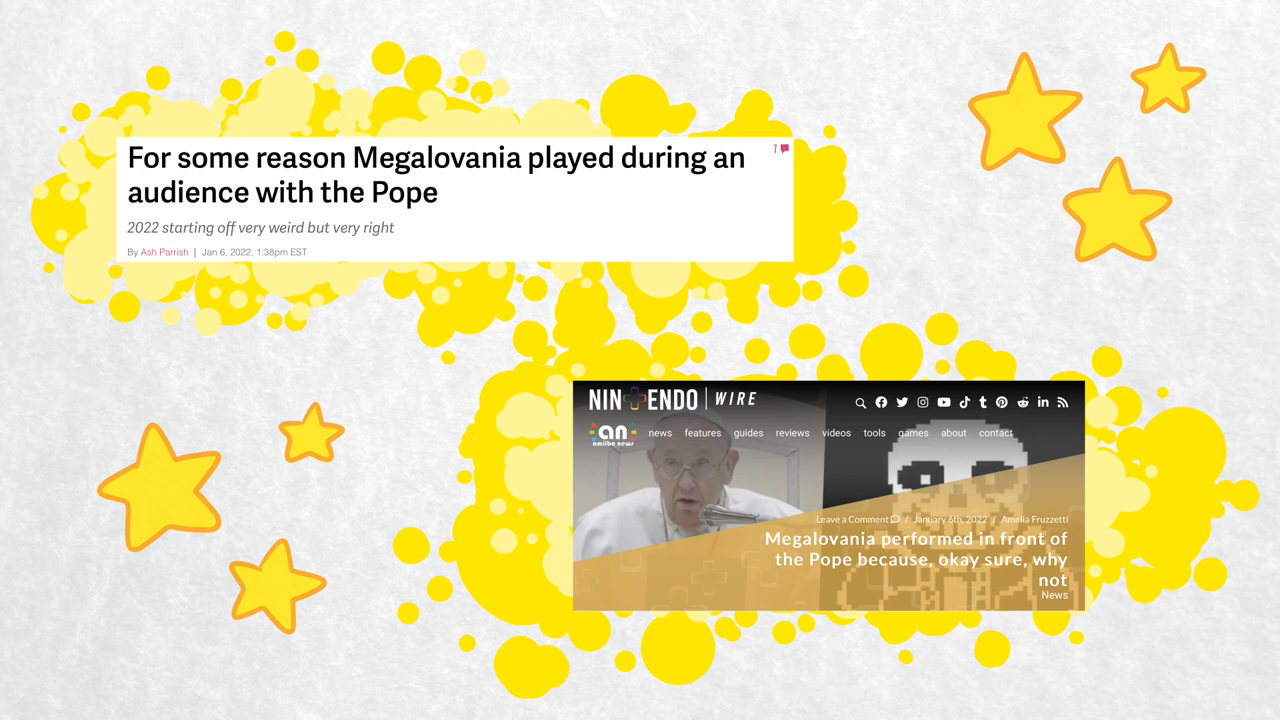 For some reason Megalovania played during an
audience with the Pope
7
2022 starting off very weird but very right
By Ash Parrish | Jan 6, 2022, 1:38pm EST
NINTENDO | WIRE
an
amiibo news
news features guides reviews videos tools games about contact
Leave a Comment / January 6th, 2022 / Amelia Fruzzetti
Megalovania performed in front of
the Pope because, okay sure, why
not
News